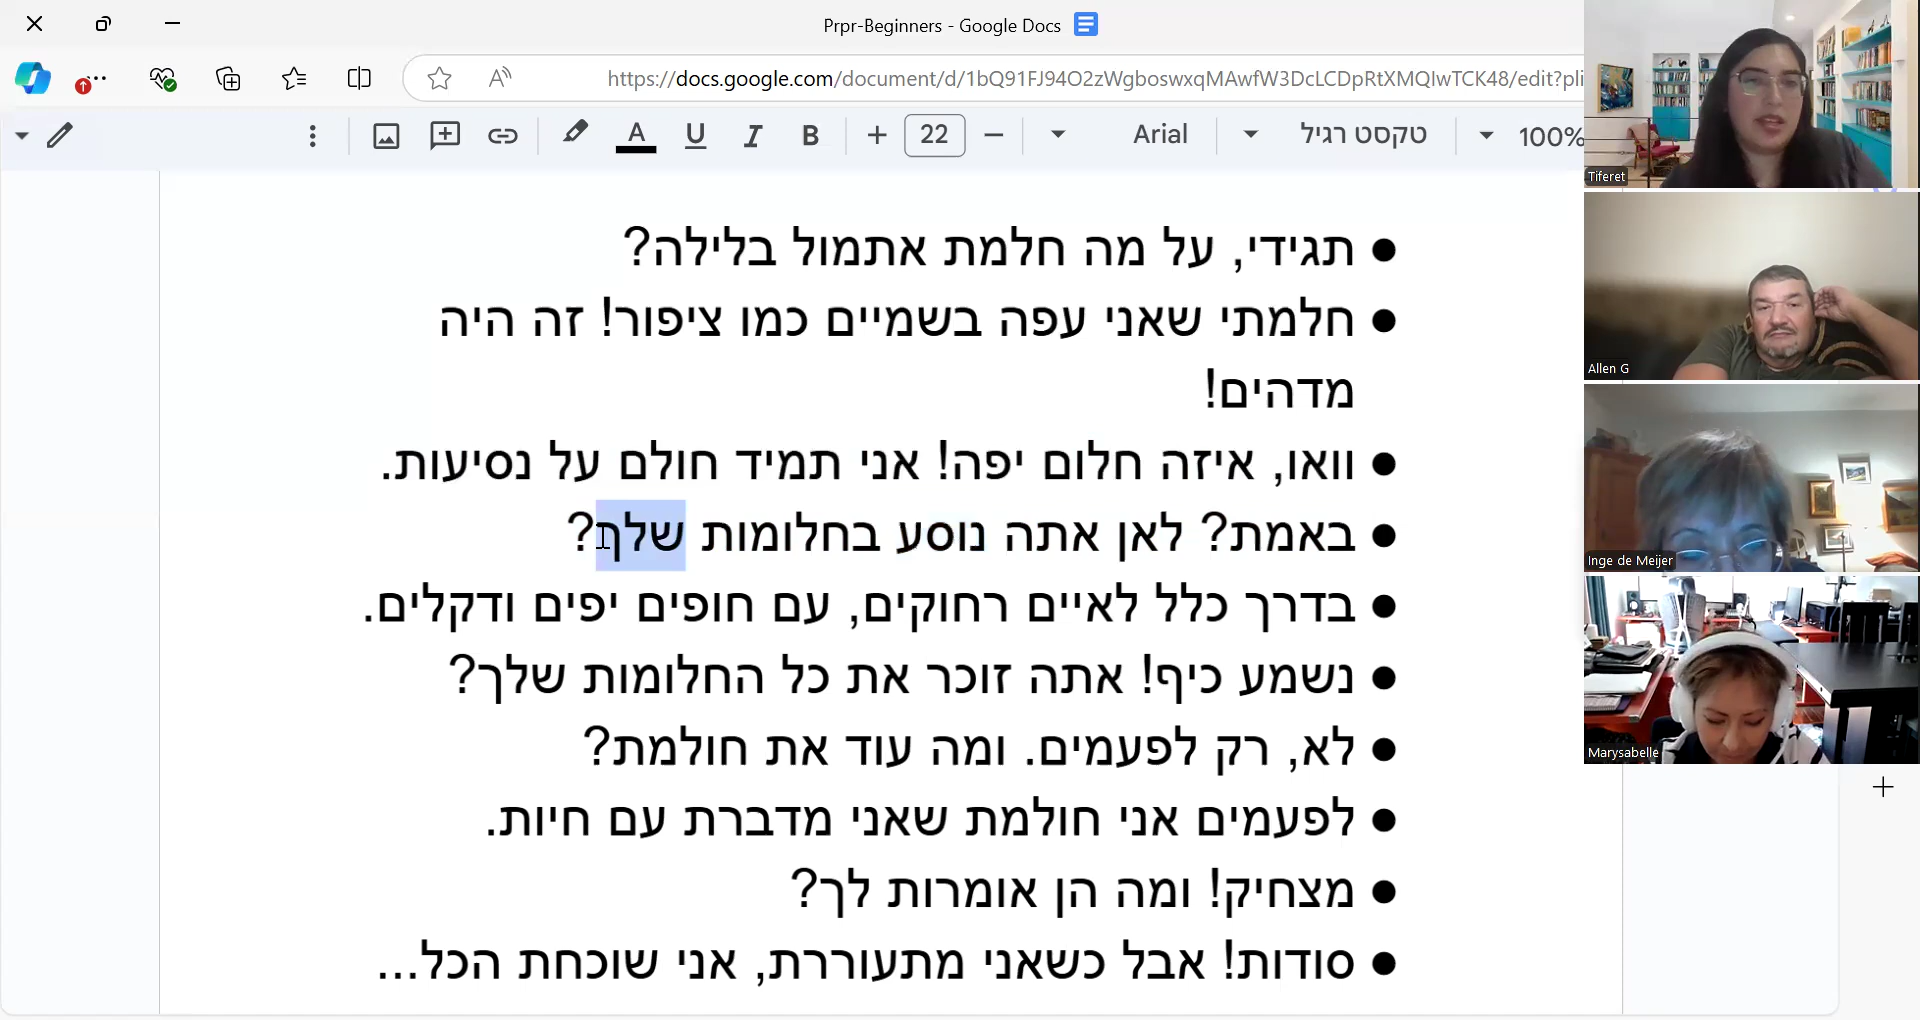 Prpr-Beginners - Google Docs
https://docs.google.com/document/d/1bQ91FJ94O2zWgboswxqMAwfW3DcLCDpRtXMQIwTCK48/edit?pli
22
Arial
טקסט רגיל
100%
תגידי, על מה חלמת אתמול בלילה?
חלמתי שאני עפה בשמיים כמו ציפור! זה היה
מדהים!
וואו, איזה חלום יפה! אני תמיד חולם על נסיעות.
באמת? לאן אתה נוסע בחלומות שלך?
בדרך כלל לאיים רחוקים, עם חופים יפים ודקלים.
נשמע כיף! אתה זוכר את כל החלומות שלך?
לא, רק לפעמים. ומה עוד את חולמת?
לפעמים אני חולמת שאני מדברת עם חיות.
מצחיק! ומה הן אומרות לך?
סודות! אבל כשאני מתעוררת, אני שוכחת הכל...
Tiferet
Allen G
Inge de Meijer
Marysabelle